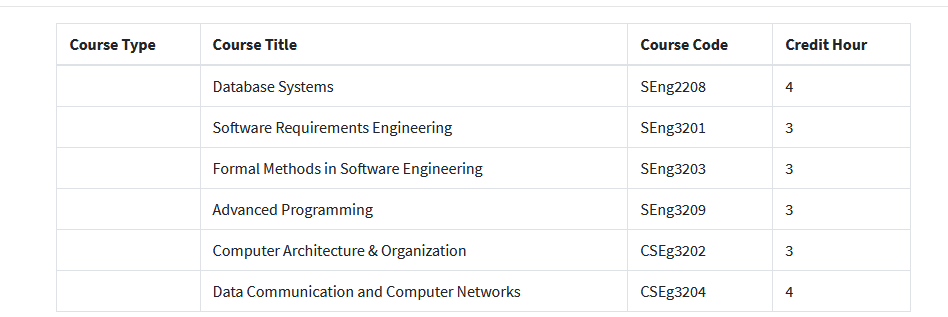 Course Type Course Title Course Code Credit Hour
Database Systems SEng2208 4
Software Requirements Engineering SEng3201 3
Formal Methods in Software Engineering SEng3203 3
Advanced Programming SEng3209 3
Computer Architecture & Organization CSEg3202 3
Data Communication and Computer Networks CSEg3204 4